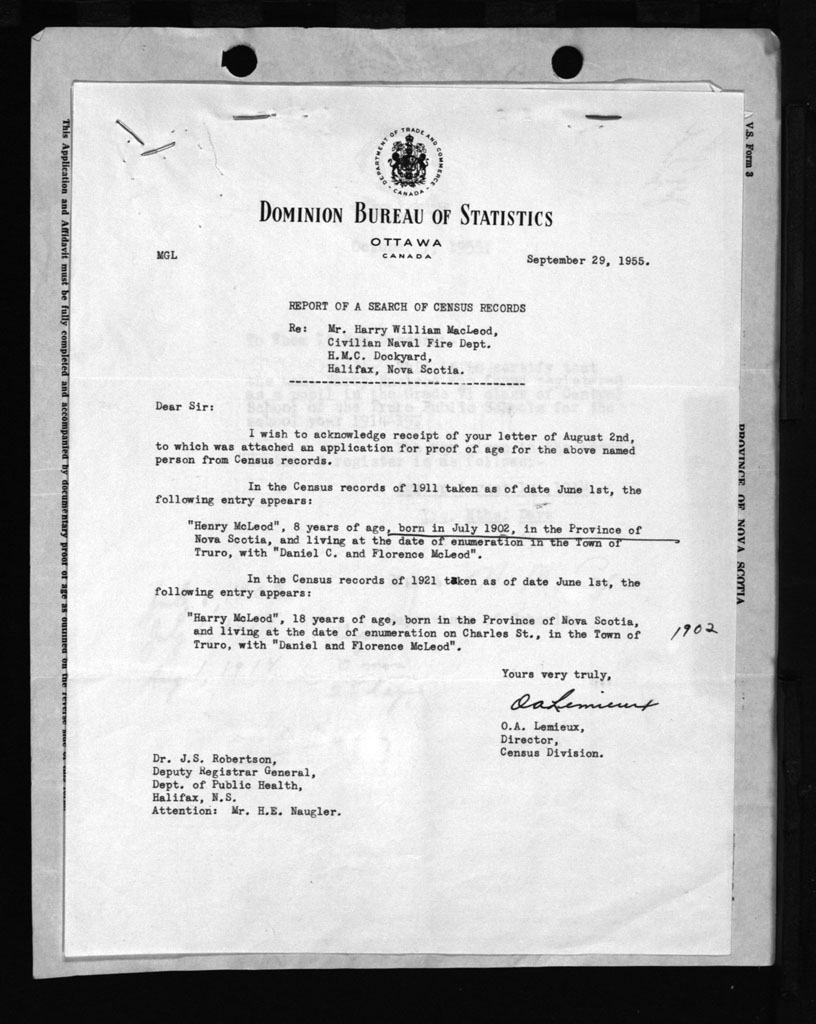 DEPARTMENT OF TRADE AND COMMERCE
CANADA
DOMINION BUREAU OF STATISTICS
OTTAWA
CANADA
MGL
September 29, 1955.
REPORT OF A SEARCH OF CENSUS RECORDS
Re: Mr. Harry William MacLeod,
Civilian Naval Fire Dept.
H.M.C. Dockyard,
Halifax, Nova Scotia.
Dear Sir:
I wish to acknowledge receipt of your letter of August 2nd,
to which was attached an application for proof of age for the above named
person from Census records.
In the Census records of 1911 taken as of date June 1st, the
following entry appears:
"Henry McLeod", 8 years of age, born in July 1902, in the Province of
Nova Scotia, and living at the date of enumeration in the Town of
Truro, with "Daniel C. and Florence McLeod".
In the Census records of 1921 taken as of date June 1st, the
following entry appears:
"Harry McLeod", 18 years of age, born in the Province of Nova Scotia,
and living at the date of enumeration on Charles St., in the Town of
Truro, with "Daniel and Florence McLeod".
1902
Yours very truly,
OALemieux
O.A. Lemieux,
Director,
Census Division.
Dr. J.S. Robertson,
Deputy Registrar General,
Dept. of Public Health,
Halifax, N.S.
Attention: Mr. H.E. Naugler.
This Application and Affidavit must be fully completed and accompanied by documentary proof of age as outlined on the reverse side of this
V.S. Form 3
PROVINCE OF NOVA SCOTIA